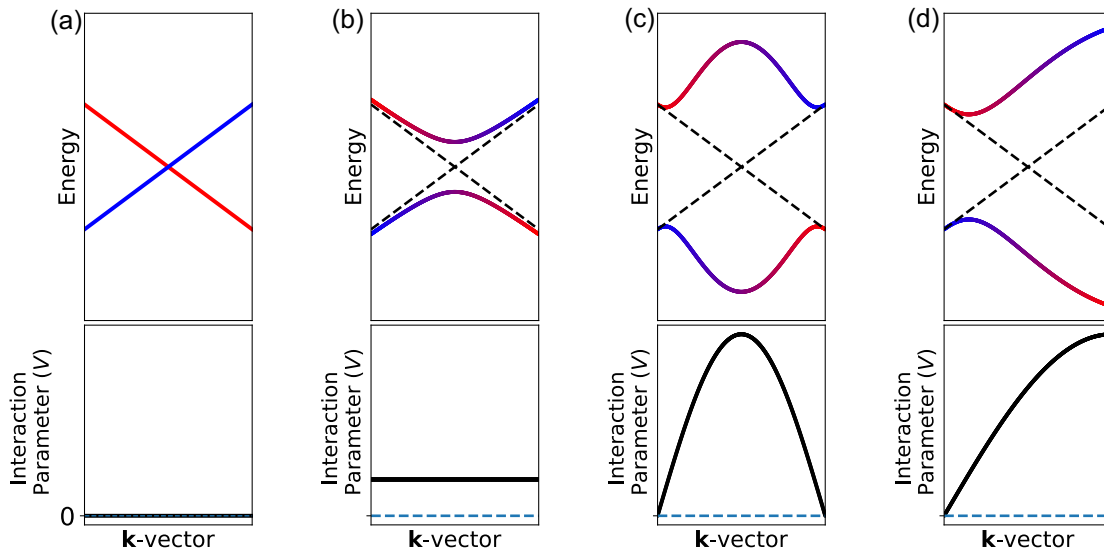 (a)
(b)
(c)
(d)
Energy
Energy
Energy
Energy
Interaction
Parameter (V)
Interaction
Parameter (V)
Interaction
Parameter (V)
Interaction
Parameter (V)
0
k-vector
k-vector
k-vector
k-vector